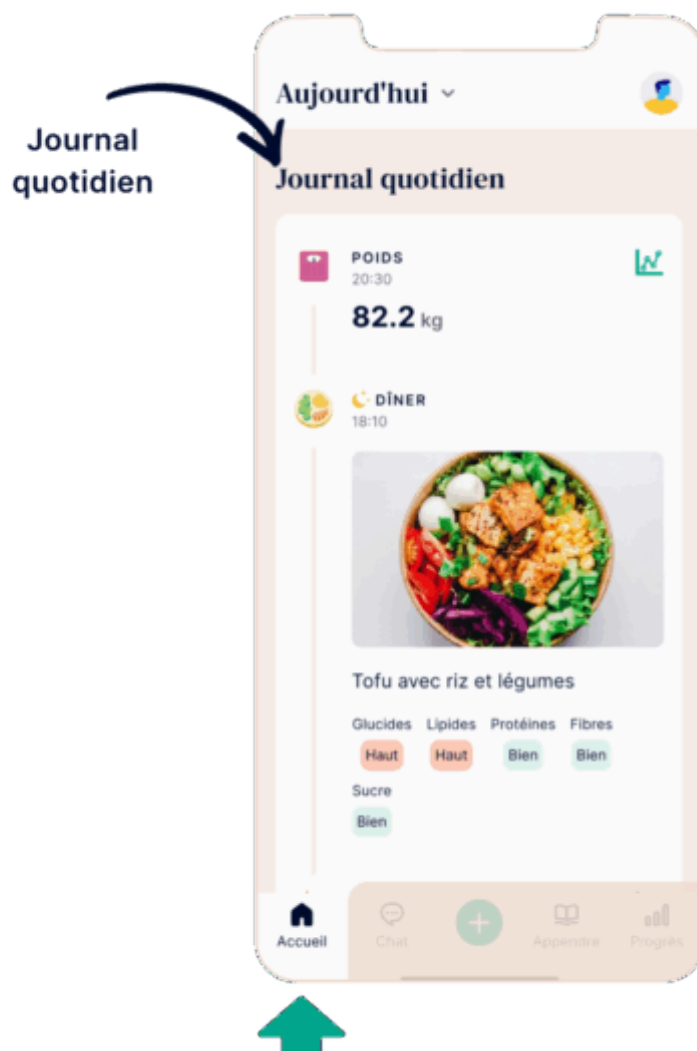 Aujourd'hui
Journal
quotidien
Journal quotidien
POIDS
20:30
82.2 kg
DÎNER
18:10
Tofu avec riz et légumes
Glucides Lipides Protéines Fibres
Haut Haut Bien Bien
Sucre
Bien
Accueil Chat Appendre Progrès